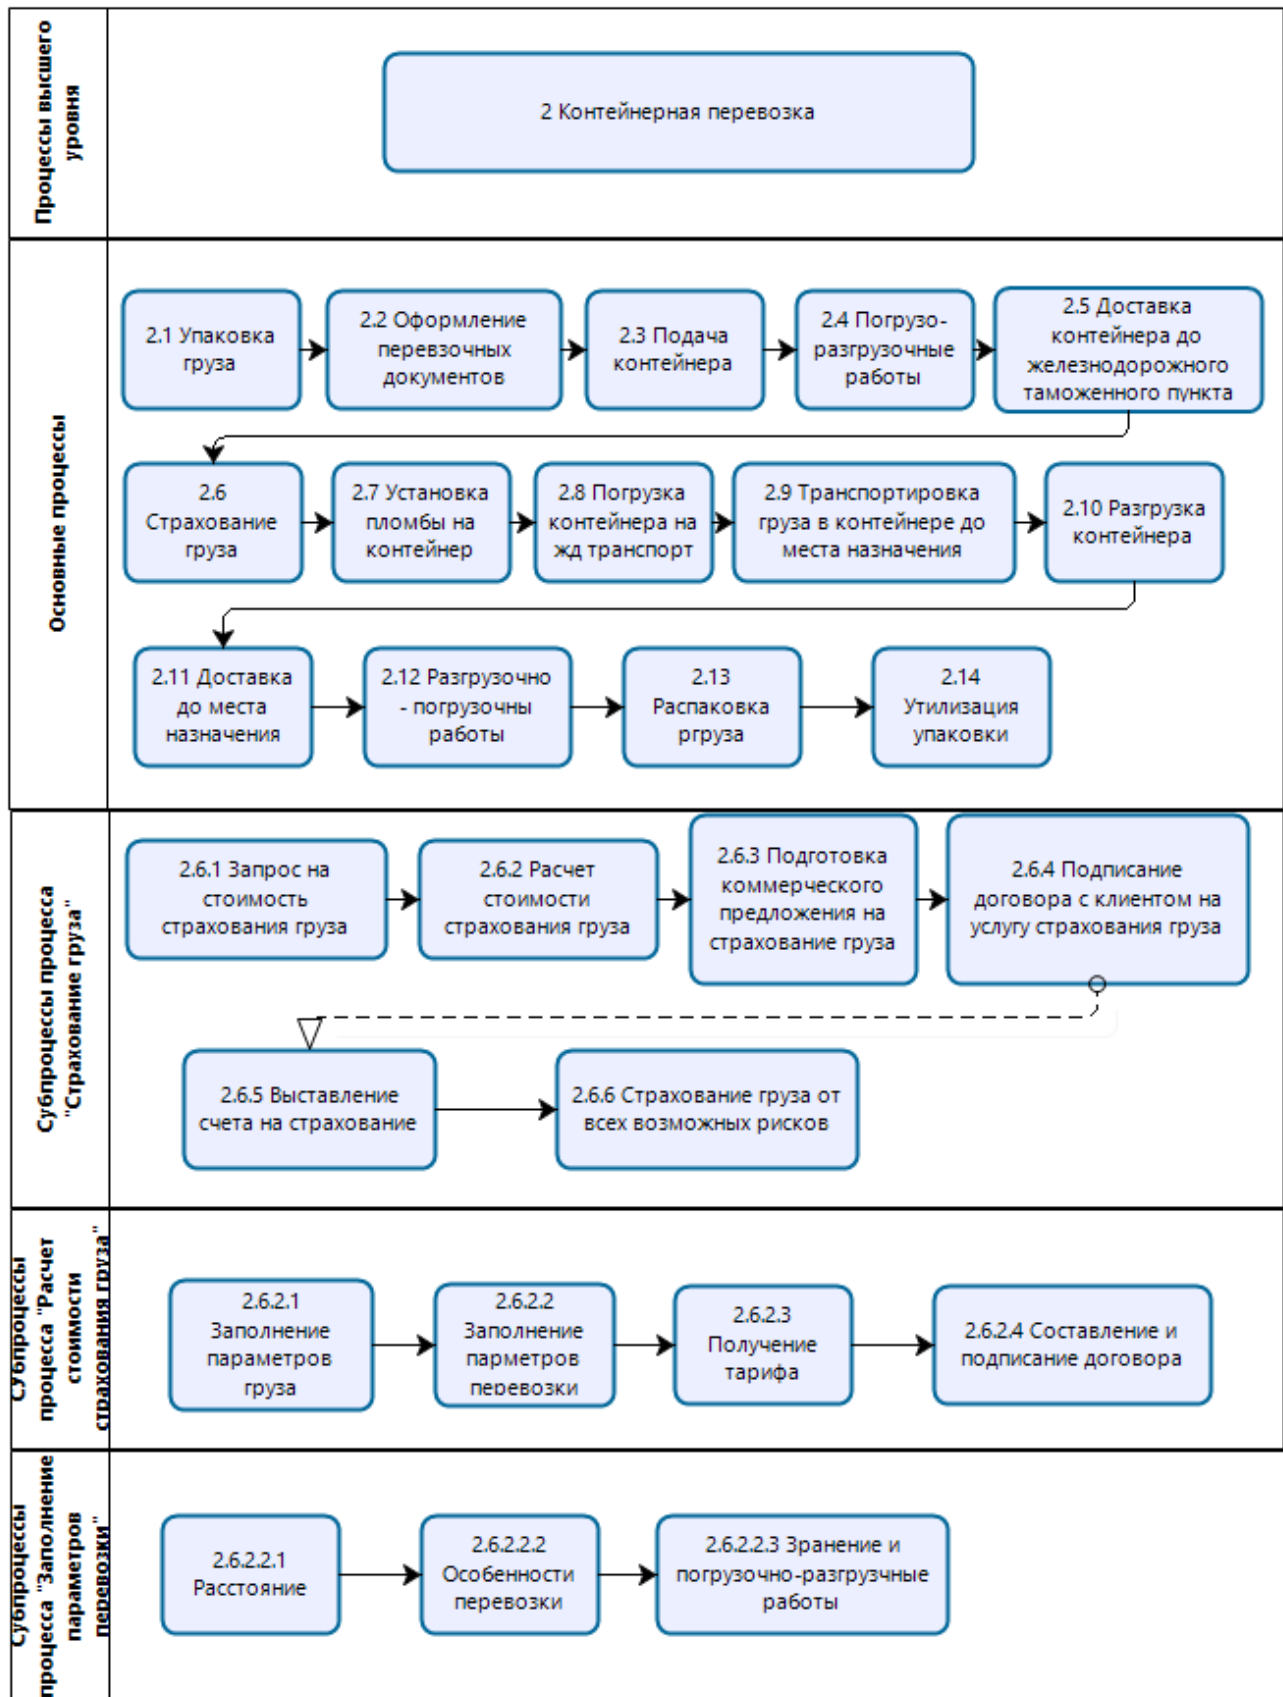 Процессы высшего
уровня
2 Контейнерная перевозка
Основные процессы
2.1 Упаковка
груза
2.2 Оформление
перевзочных
документов
2.3 Подача
контейнера
2.4 Погрузо-
разгрузочные
работы
2.5 Доставка
контейнера до
железнодорожного
таможенного пункта
2.6
Страхование
груза
2.7 Установка
пломбы на
контейнер
2.8 Погрузка
контейнера на
жд транспорт
2.9 Транспортировка
груза в контейнере до
места назначения
2.10 Разгрузка
контейнера
2.11 Доставка
до места
назначения
2.12 Разгрузочно
- погрузочны
работы
2.13
Распаковка
ргруза
2.14
Утилизация
упаковки
Субпроцессы процесса
"Страхование груза"
2.6.1 Запрос на
стоимость
страхования груза
2.6.2 Расчет
стоимости
страхования груза
2.6.3 Подготовка
коммерческого
предложения на
страхование груза
2.6.4 Подписание
договора с клиентом на
услугу страхования груза
2.6.5 Выставление
счета на страхование
2.6.6 Страхование груза от
всех возможных рисков
Субпроцессы
процесса "Расчет
стоимости
страхования груза"
2.6.2.1
Заполнение
параметров
груза
2.6.2.2
Заполнение
парметров
перевозки
2.6.2.3
Получение
тарифа
2.6.2.4 Составление и
подписание договора
Субпроцессы
процесса "Заполнение
параметров
перевозки"
2.6.2.2.1
Расстояние
2.6.2.2.2
Особенности
перевозки
2.6.2.2.3 Зранение и
погрузочно-разгрузчные
работы